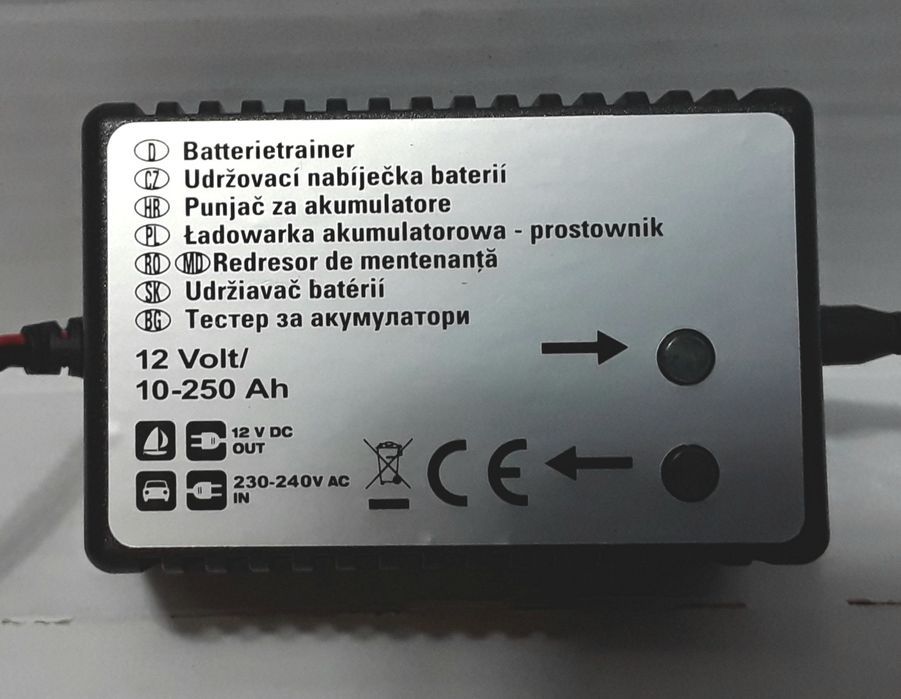 D Batterietrainer
CZ Udržovací nabíječka baterií
HR Punjač za akumulatore
PL Ładowarka akumulatorowa - prostownik
RO MD Redresor de mentenanță
SK Udržiavač batérií
BG Тестер за акумулатори
12 Volt/
10-250 Ah
12 V DC
OUT
230-240V AC
IN
CE